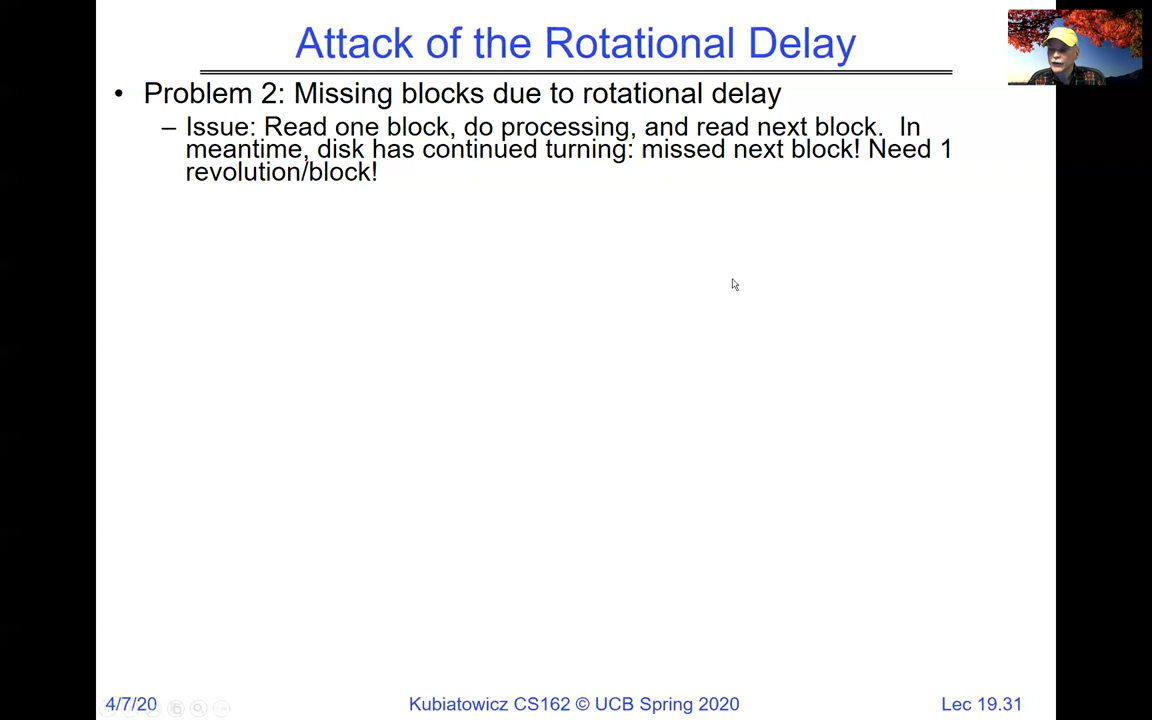 Attack of the Rotational Delay
• Problem 2: Missing blocks due to rotational delay
– Issue: Read one block, do processing, and read next block. In
meantime, disk has continued turning: missed next block! Need 1
revolution/block!
4/7/20 Kubiatowicz CS162 © UCB Spring 2020 Lec 19.31